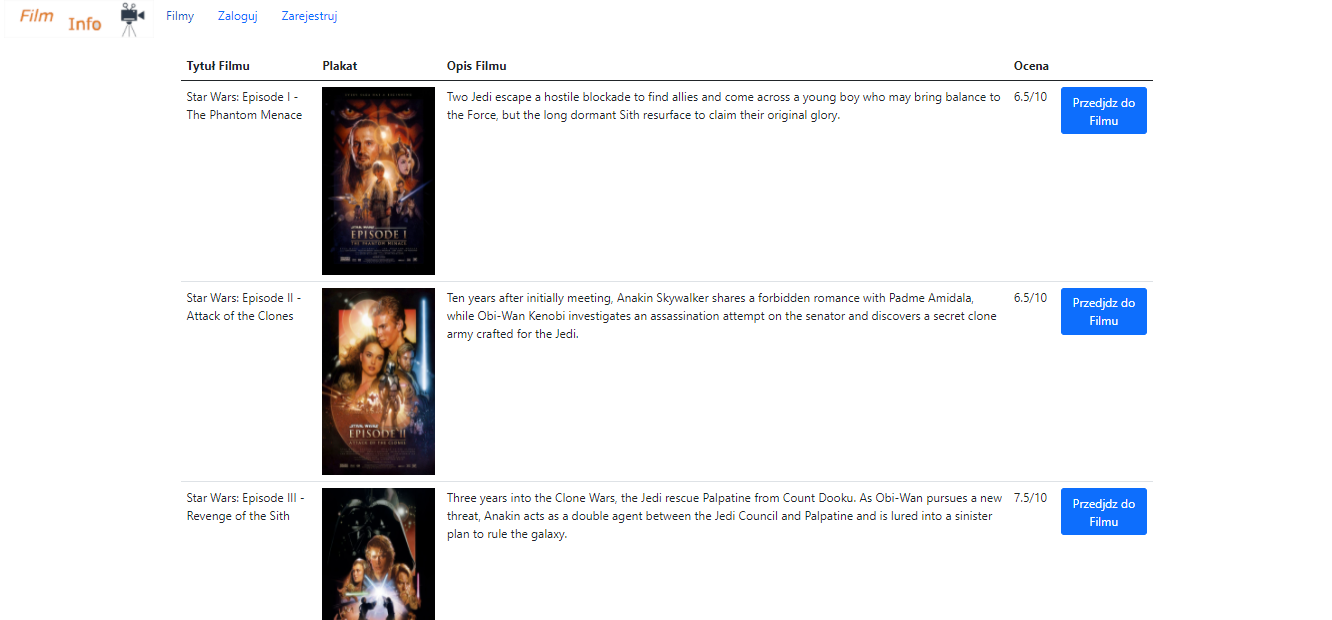 Film Info
Filmy Zaloguj Zarejestruj
Tytuł Filmu Plakat Opis Filmu Ocena
Star Wars: Episode I -
The Phantom Menace
STAR WARS
EPISODE I
THE PHANTOM MENACE
Two Jedi escape a hostile blockade to find allies and come across a young boy who may bring balance to
the Force, but the long dormant Sith resurface to claim their original glory.
6.5/10
Przedjdz do
Filmu
Star Wars: Episode II -
Attack of the Clones
STAR WARS
EPISODE II
ATTACK OF THE CLONES
Ten years after initially meeting, Anakin Skywalker shares a forbidden romance with Padme Amidala,
while Obi-Wan Kenobi investigates an assassination attempt on the senator and discovers a secret clone
army crafted for the Jedi.
6.5/10
Przedjdz do
Filmu
Star Wars: Episode III -
Revenge of the Sith
Three years into the Clone Wars, the Jedi rescue Palpatine from Count Dooku. As Obi-Wan pursues a new
threat, Anakin acts as a double agent between the Jedi Council and Palpatine and is lured into a sinister
plan to rule the galaxy.
7.5/10
Przedjdz do
Filmu